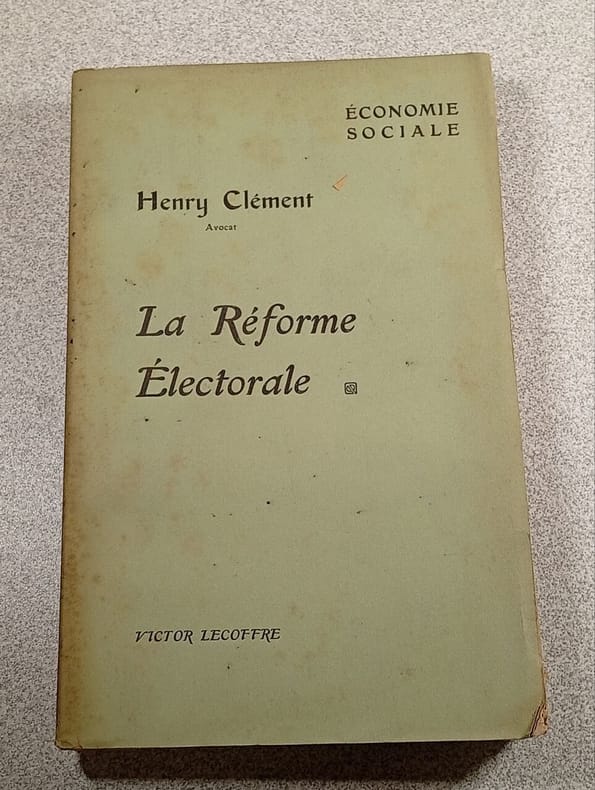 ÉCONOMIE
SOCIALE
Henry Clément
Avocat
La Réforme
Électorale
VICTOR LECOFFRE